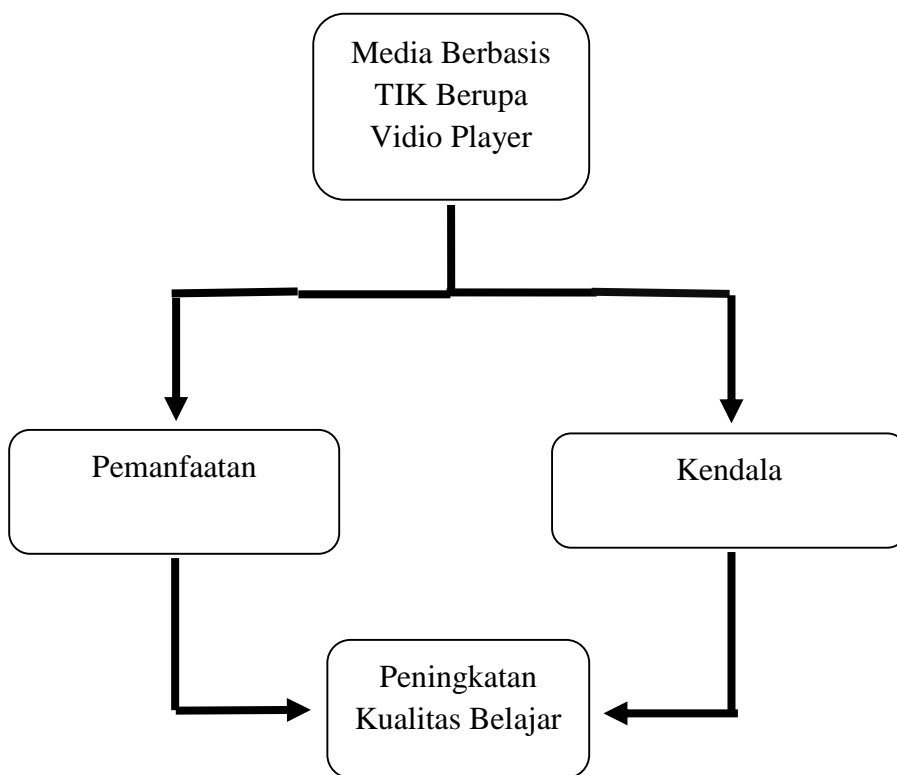 Media Berbasis
TIK Berupa
Vidio Player
Pemanfaatan
Kendala
Peningkatan
Kualitas Belajar